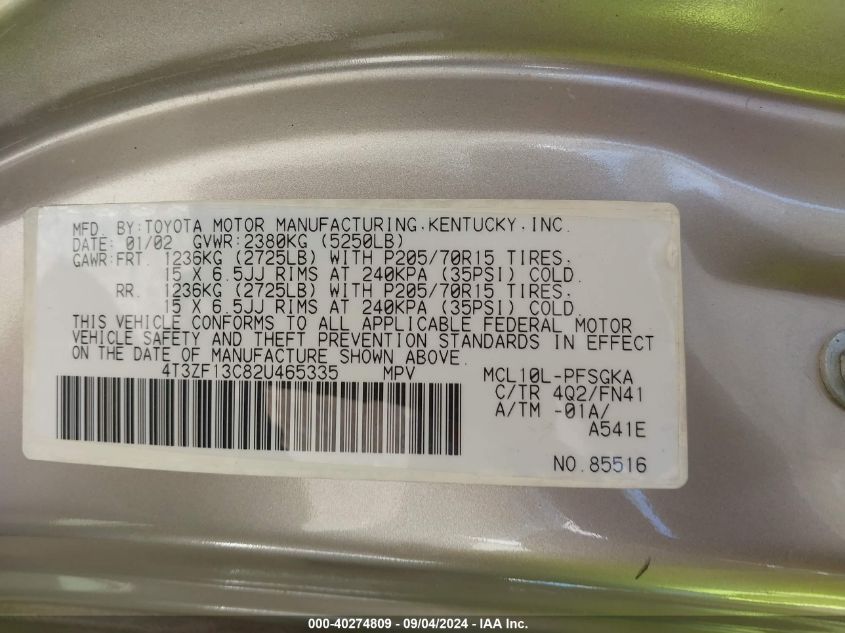 MFD. BY:TOYOTA MOTOR MANUFACTURING,KENTUCKY,INC.
DATE: 01/02 GVWR:2380KG (5250LB)
GAWR:FRT. 1236KG (2725LB) WITH P205/70R15 TIRES.
15 X 6.5JJ RIMS AT 240KPA (35PSI) COLD.
RR. 1236KG (2725LB) WITH P205/70R15 TIRES.
15 X 6.5JJ RIMS AT 240KPA (35PSI) COLD.
THIS VEHICLE CONFORMS TO ALL APPLICABLE FEDERAL MOTOR
VEHICLE SAFETY AND THEFT PREVENTION STANDARDS IN EFFECT
ON THE DATE OF MANUFACTURE SHOWN ABOVE.
4T3ZF13C82U465335 MPV MCL10L-PFSGKA
C/TR 4Q2/FN41
A/TM -01A/
A541E
NO.85516
000-40274809 - 09/04/2024 - IAA Inc.